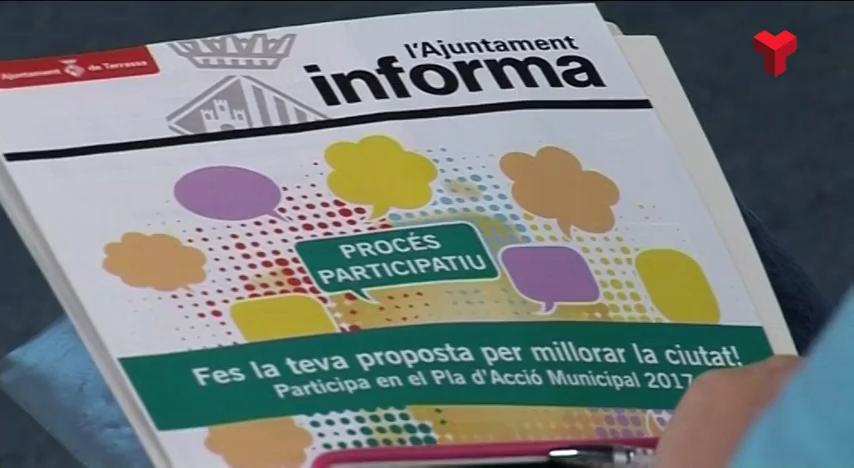 Ajuntament de Terrassa
l'Ajuntament
informa
PROCÉS
PARTICIPATIU
Fes la teva proposta per millorar la ciutat!
Participa en el Pla d'Acció Municipal 2017